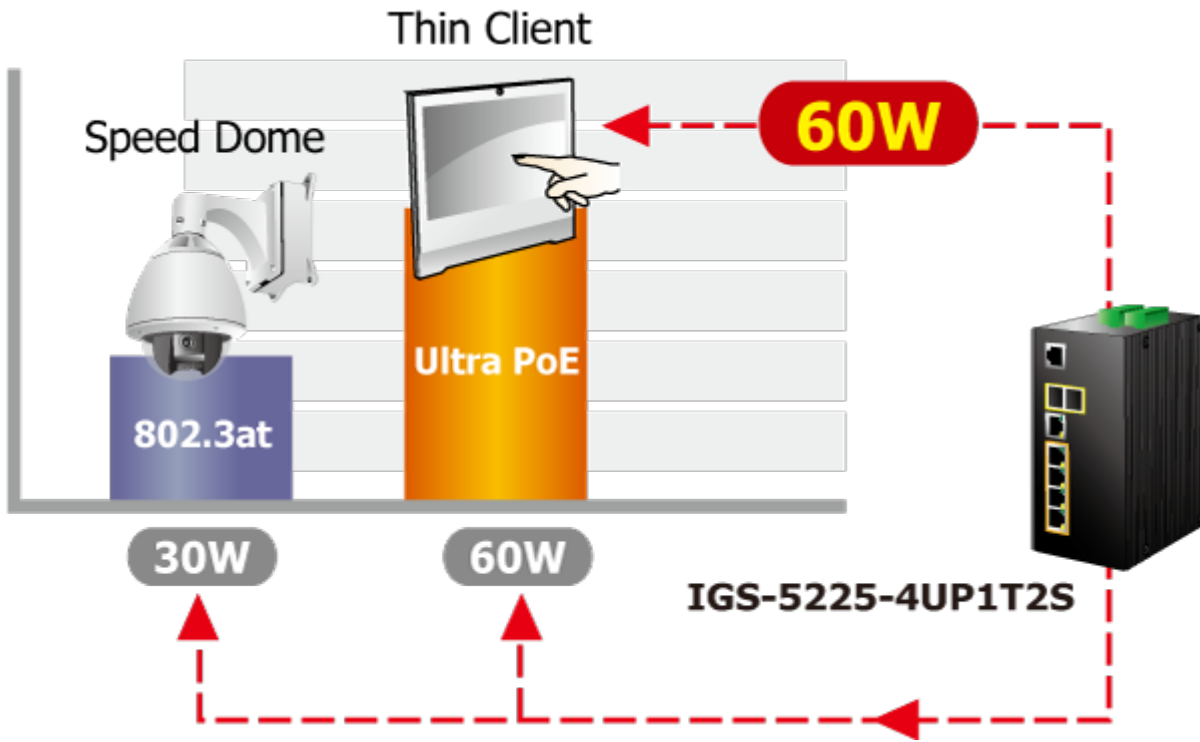 Thin Client
Speed Dome
60W
Ultra PoE
802.3at
30W
60W
IGS-5225-4UP1T2S